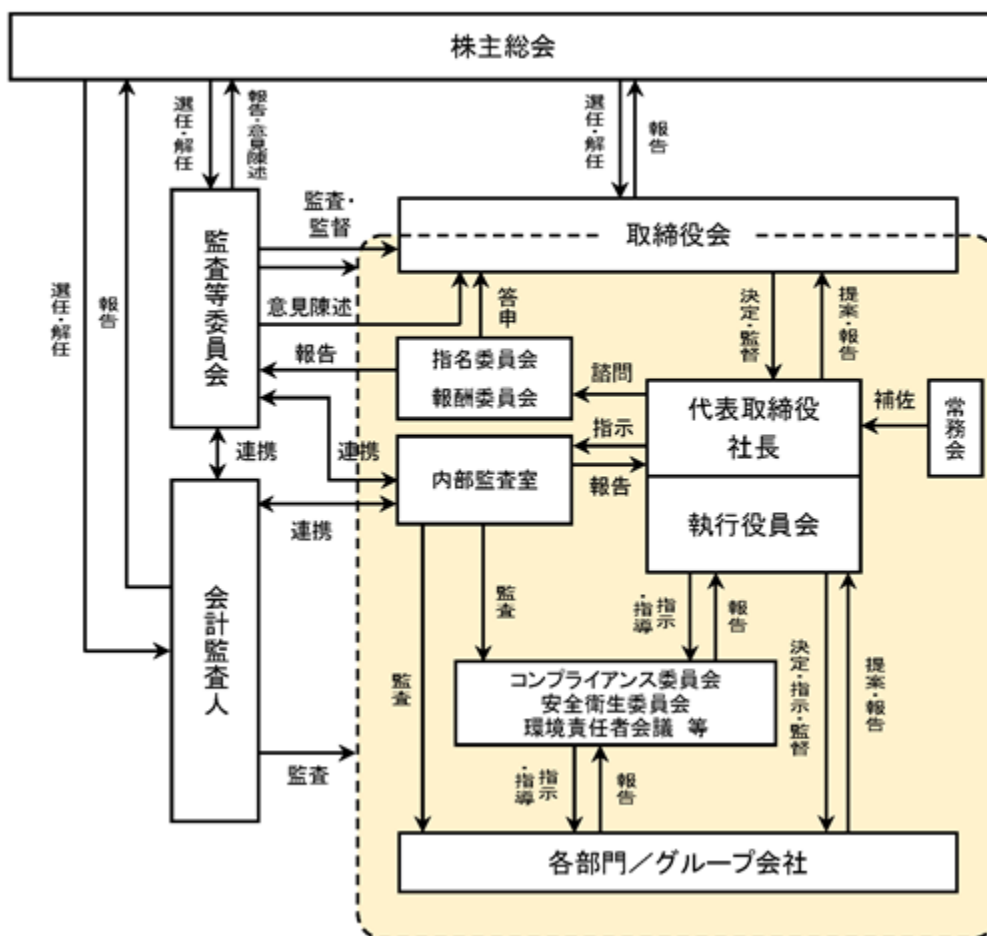 株主総会
選任・解任
報告
選任・解任
報告・意見陳述
選任・解任
報告
監査等委員会
監査・
監督
取締役会
意見陳述
答申
決定・監督
提案・報告
報告
指名委員会
報酬委員会
諮問
代表取締役
社長
補佐
常務会
連携
連携
内部監査室
指示
報告
執行役員会
連携
会計監査人
監査
監査
指示
・指導
報告
コンプライアンス委員会
安全衛生委員会
環境責任者会議 等
決定・指示・監督
提案・報告
監査
指示
・指導
報告
各部門／グループ会社